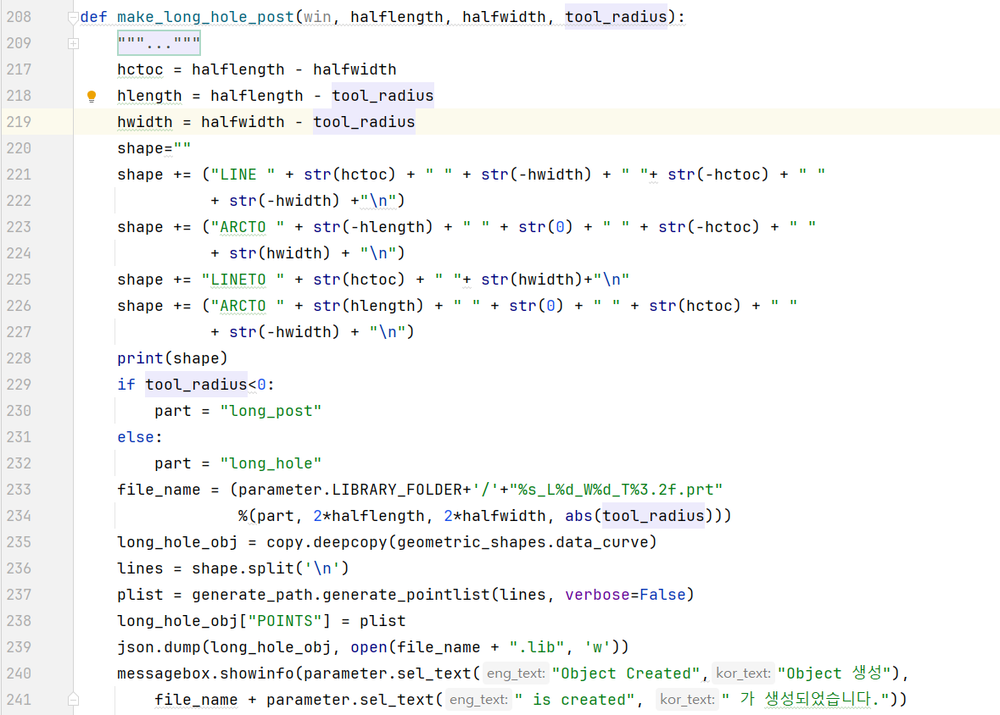 208 def make_long_hole_post(win, halflength, halfwidth, tool_radius):
209     """..."""
217     hctoc = halflength - halfwidth
218     hlength = halflength - tool_radius
219     hwidth = halfwidth - tool_radius
220     shape=""
221     shape += ("LINE " + str(hctoc) + " " + str(-hwidth) + " "+ str(-hctoc) + " "
222               + str(-hwidth) +"\n")
223     shape += ("ARCTO " + str(-hlength) + " " + str(0) + " " + str(-hctoc) + " "
224               + str(hwidth) + "\n")
225     shape += "LINETO " + str(hctoc) + " "+ str(hwidth)+"\n"
226     shape += ("ARCTO " + str(hlength) + " " + str(0) + " " + str(hctoc) + " "
227               + str(-hwidth) + "\n")
228     print(shape)
229     if tool_radius<0:
230         part = "long_post"
231     else:
232         part = "long_hole"
233     file_name = (parameter.LIBRARY_FOLDER+'/'+"%s_L%d_W%d_T%3.2f.prt"
234                  %(part, 2*halflength, 2*halfwidth, abs(tool_radius)))
235     long_hole_obj = copy.deepcopy(geometric_shapes.data_curve)
236     lines = shape.split('\n')
237     plist = generate_path.generate_pointlist(lines, verbose=False)
238     long_hole_obj["POINTS"] = plist
239     json.dump(long_hole_obj, open(file_name + ".lib", 'w'))
240     messagebox.showinfo(parameter.sel_text( eng_text: "Object Created", kor_text: "Object 생성"),
241         file_name + parameter.sel_text( eng_text: " is created", kor_text: " 가 생성되었습니다."))